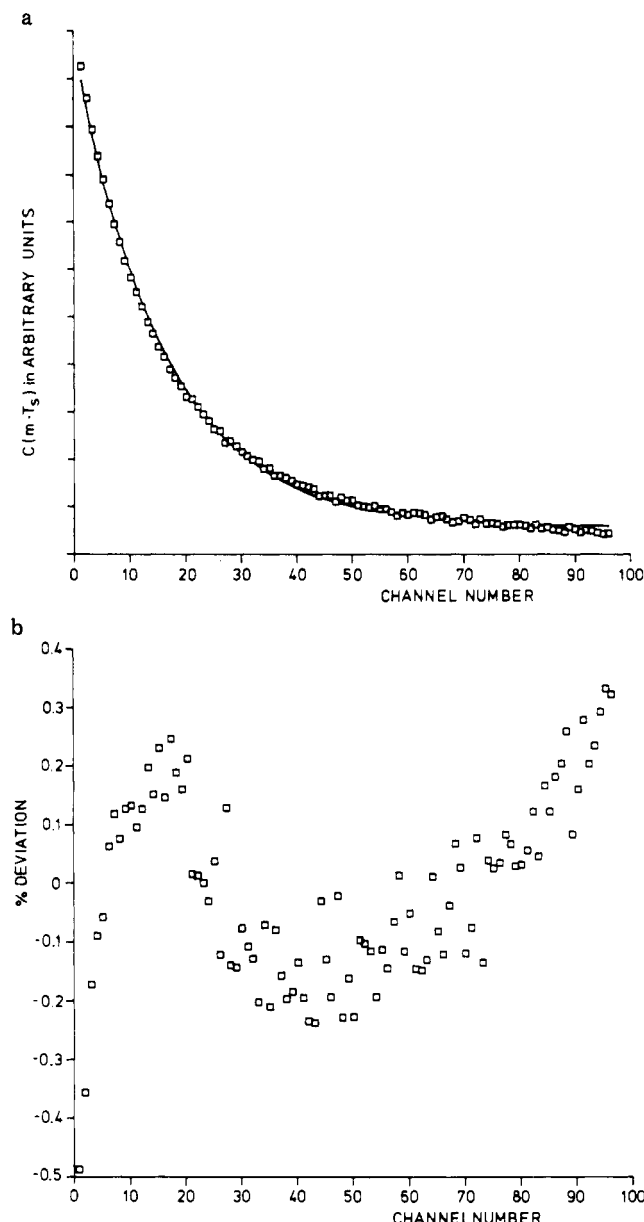 a
C(m·Tₛ) in ARBITRARY UNITS
0 10 20 30 40 50 60 70 80 90 100
CHANNEL NUMBER
b
% DEVIATION
0.4
0.3
0.2
0.1
0
-0.1
-0.2
-0.3
-0.4
-0.5
0 10 20 30 40 50 60 70 80 90 100
CHANNEL NUMBER